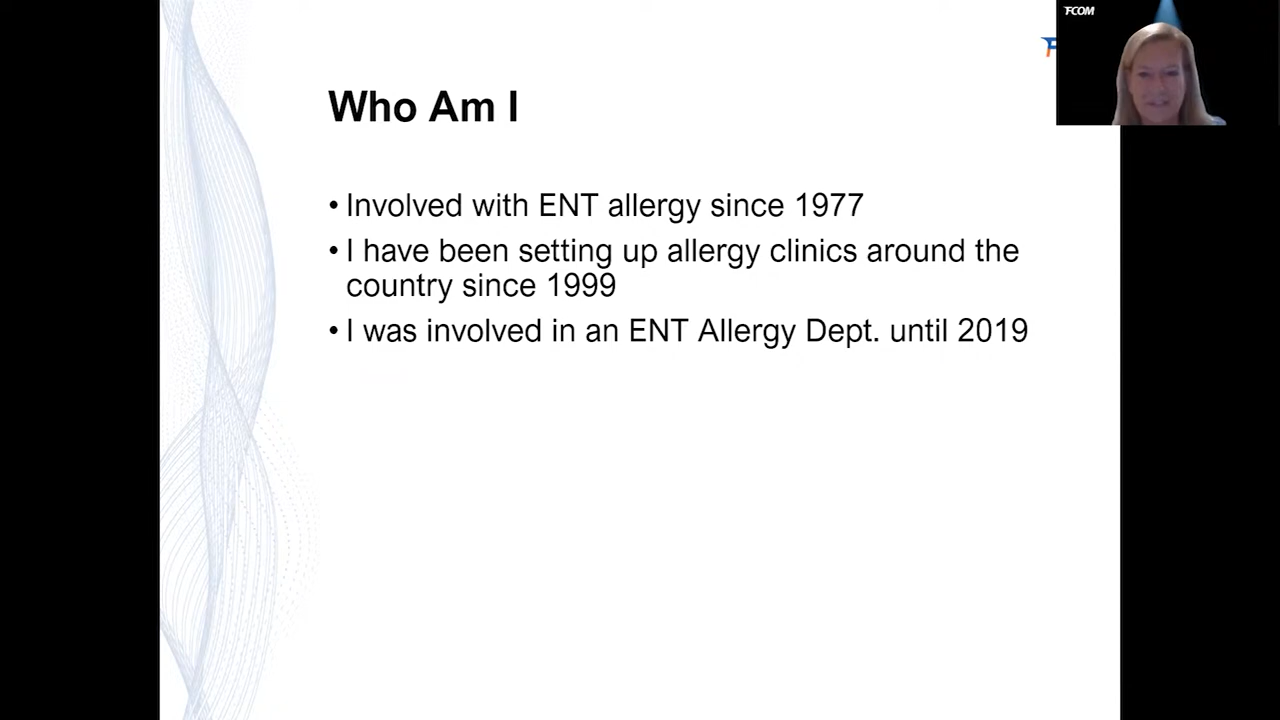 FCOM
Who Am I
• Involved with ENT allergy since 1977
• I have been setting up allergy clinics around the
country since 1999
• I was involved in an ENT Allergy Dept. until 2019